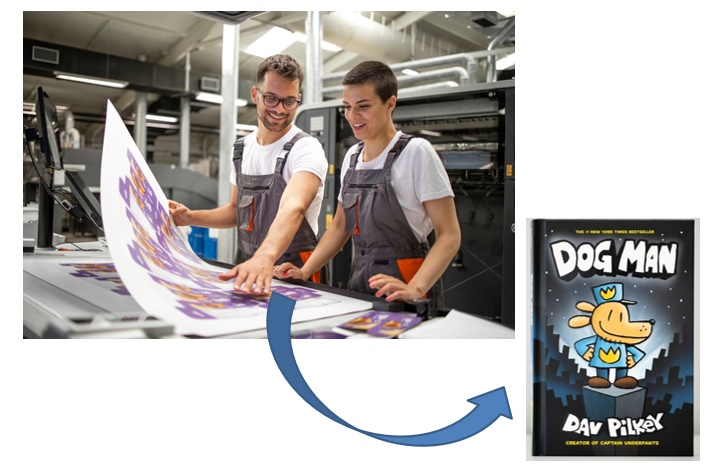 THE #1 NEW YORK TIMES BESTSELLER
DOG MAN
DAV PILKEY
CREATOR OF CAPTAIN UNDERPANTS